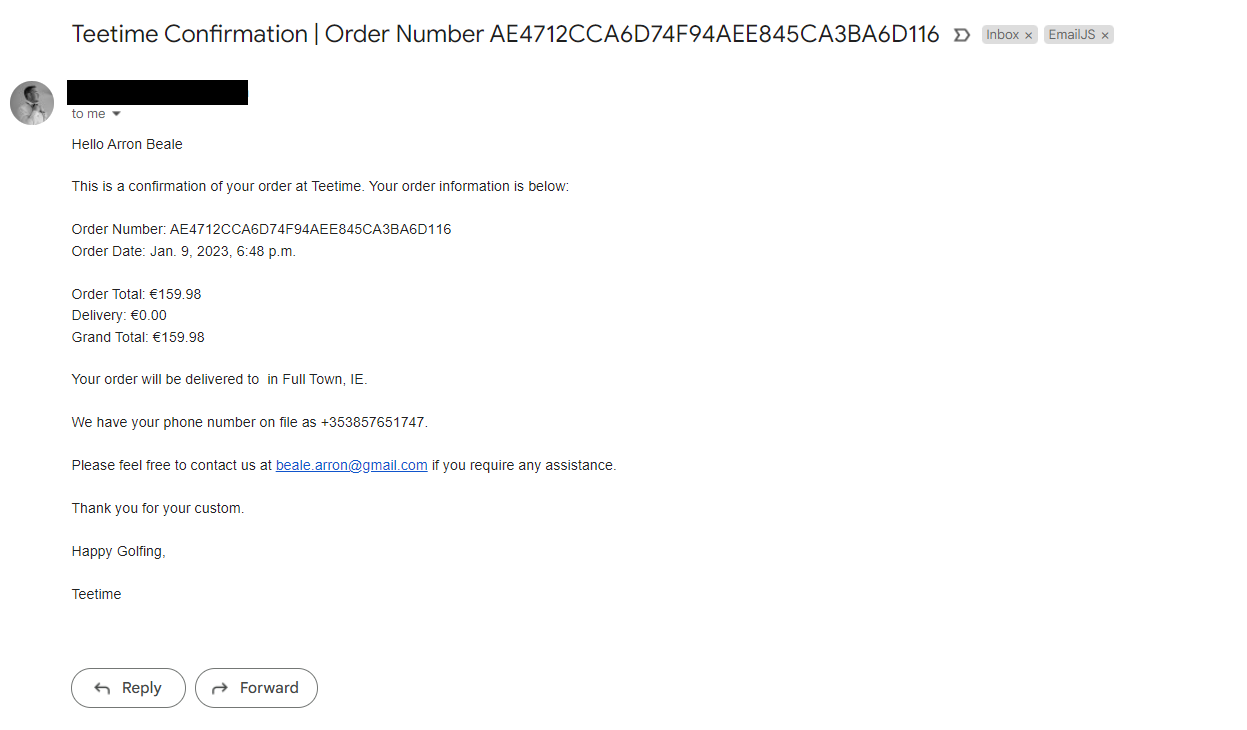 Teetime Confirmation | Order Number AE4712CCA6D74F94AEE845CA3BA6D116 Inbox × EmailJS ×
to me
Hello Arron Beale
This is a confirmation of your order at Teetime. Your order information is below:
Order Number: AE4712CCA6D74F94AEE845CA3BA6D116
Order Date: Jan. 9, 2023, 6:48 p.m.
Order Total: €159.98
Delivery: €0.00
Grand Total: €159.98
Your order will be delivered to  in Full Town, IE.
We have your phone number on file as +353857651747.
Please feel free to contact us at beale.arron@gmail.com if you require any assistance.
Thank you for your custom.
Happy Golfing,
Teetime
Reply Forward